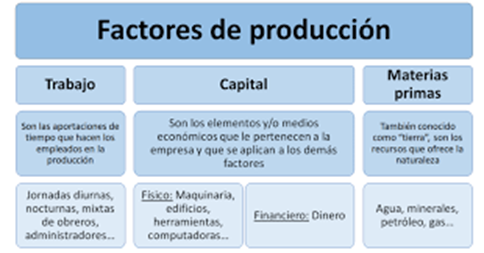 Factores de producción
Trabajo
Capital
Materias
primas
Son las aportaciones de
tiempo que hacen los
empleados en la
producción
Son los elementos y/o medios
económicos que le pertenecen a la
empresa y que se aplican a los demás
factores
También conocido
como "tierra", son los
recursos que ofrece la
naturaleza
Jornadas diurnas,
nocturnas, mixtas
de obreros,
administradores...
Físico: Maquinaria,
edificios,
herramientas,
computadoras...
Financiero: Dinero
Agua, minerales,
petróleo, gas...